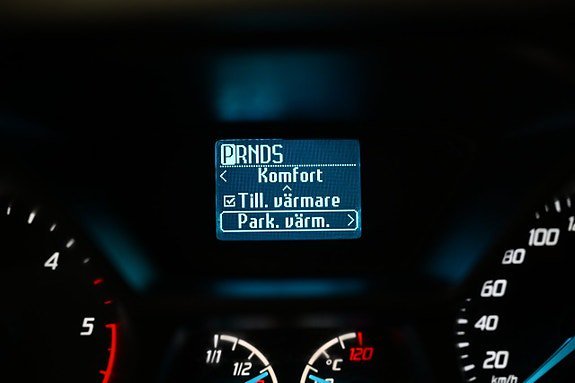 PRNDS
< Komfort
^
☑ Till. värmare
Park. värm. >
4
5
1/1
1/2
°C
120
20
40
60
80
100
120
km/h